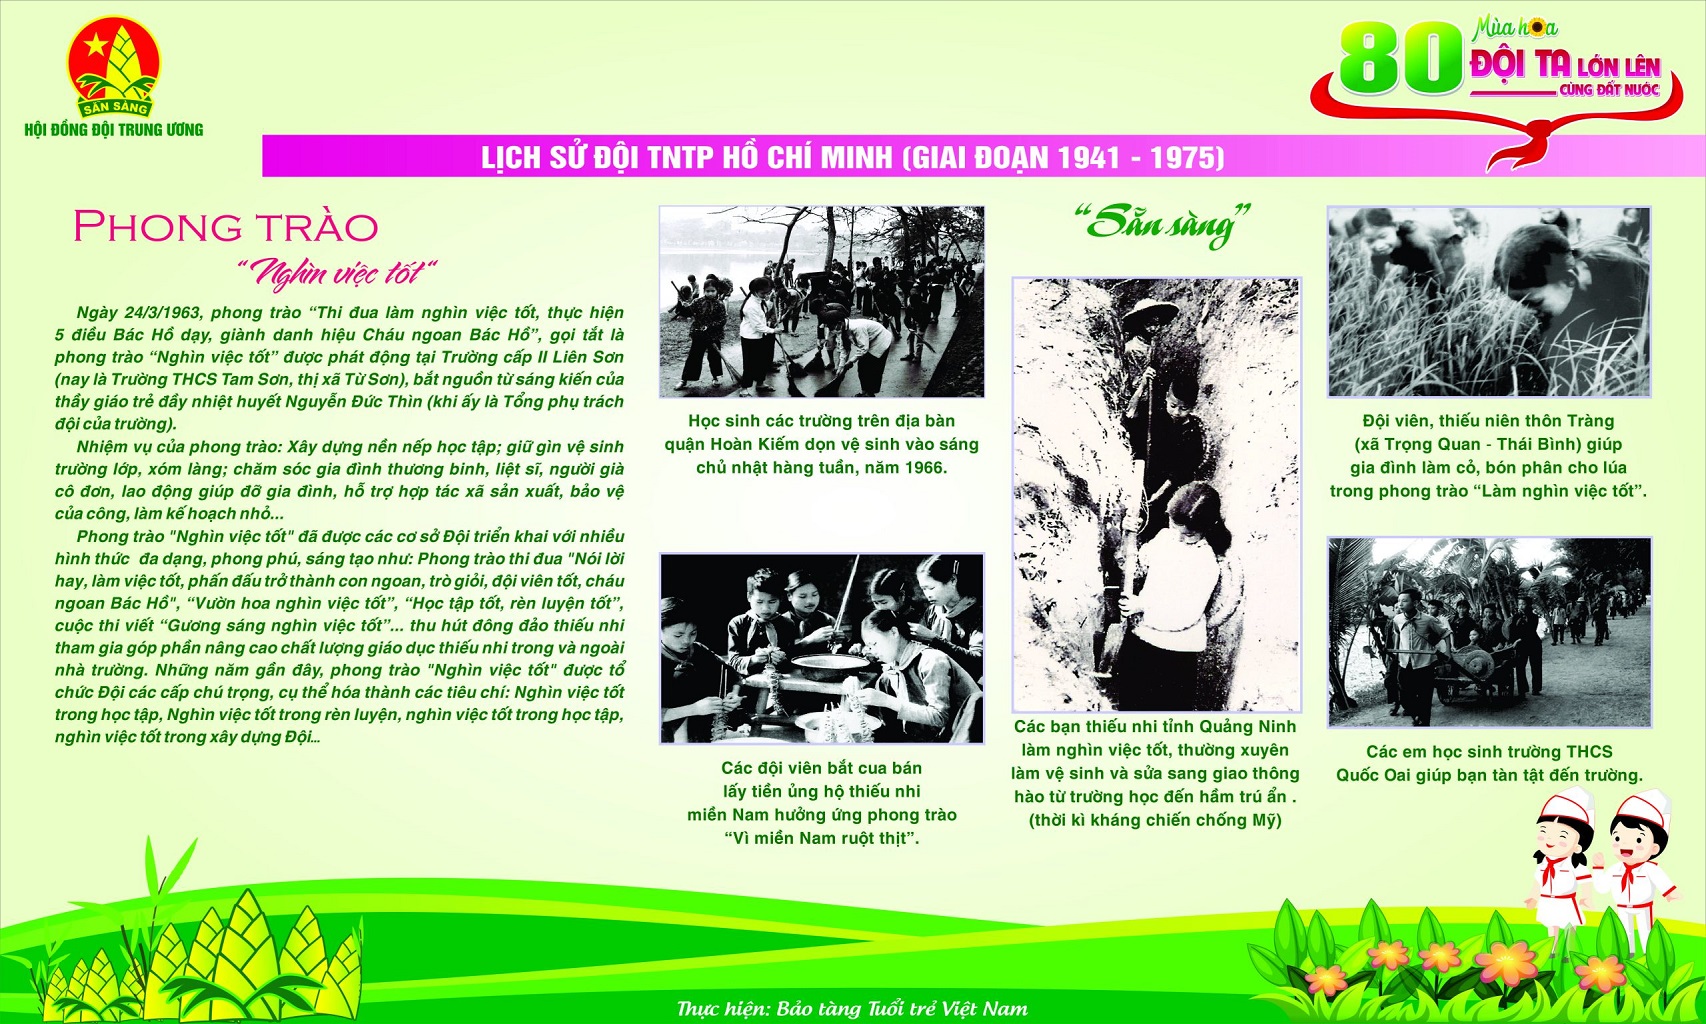 SẴN SÀNG
HỘI ĐỒNG ĐỘI TRUNG ƯƠNG
80 Mùa hoa
ĐỘI TA LỚN LÊN
CÙNG ĐẤT NƯỚC
LỊCH SỬ ĐỘI TNTP HỒ CHÍ MINH (GIAI ĐOẠN 1941 - 1975)
PHONG TRÀO
“Nghìn việc tốt“
Ngày 24/3/1963, phong trào “Thi đua làm nghìn việc tốt, thực hiện
5 điều Bác Hồ dạy, giành danh hiệu Cháu ngoan Bác Hồ”, gọi tắt là
phong trào “Nghìn việc tốt” được phát động tại Trường cấp II Liên Sơn
(nay là Trường THCS Tam Sơn, thị xã Từ Sơn), bắt nguồn từ sáng kiến của
thầy giáo trẻ đầy nhiệt huyết Nguyễn Đức Thìn (khi ấy là Tổng phụ trách
đội của trường).
Nhiệm vụ của phong trào: Xây dựng nền nếp học tập; giữ gìn vệ sinh
trường lớp, xóm làng; chăm sóc gia đình thương binh, liệt sĩ, người già
cô đơn, lao động giúp đỡ gia đình, hỗ trợ hợp tác xã sản xuất, bảo vệ
của công, làm kế hoạch nhỏ...
Phong trào "Nghìn việc tốt" đã được các cơ sở Đội triển khai với nhiều
hình thức đa dạng, phong phú, sáng tạo như: Phong trào thi đua "Nói lời
hay, làm việc tốt, phấn đấu trở thành con ngoan, trò giỏi, đội viên tốt, cháu
ngoan Bác Hồ", “Vườn hoa nghìn việc tốt”, “Học tập tốt, rèn luyện tốt”,
cuộc thi viết “Gương sáng nghìn việc tốt”... thu hút đông đảo thiếu nhi
tham gia góp phần nâng cao chất lượng giáo dục thiếu nhi trong và ngoài
nhà trường. Những năm gần đây, phong trào "Nghìn việc tốt" được tổ
chức Đội các cấp chú trọng, cụ thể hóa thành các tiêu chí: Nghìn việc tốt
trong học tập, Nghìn việc tốt trong rèn luyện, nghìn việc tốt trong học tập,
nghìn việc tốt trong xây dựng Đội...
Học sinh các trường trên địa bàn
quận Hoàn Kiếm dọn vệ sinh vào sáng
chủ nhật hàng tuần, năm 1966.
Các đội viên bắt cua bán
lấy tiền ủng hộ thiếu nhi
miền Nam hưởng ứng phong trào
“Vì miền Nam ruột thịt”.
“Sẵn sàng”
Các bạn thiếu nhi tỉnh Quảng Ninh
làm nghìn việc tốt, thường xuyên
làm vệ sinh và sửa sang giao thông
hào từ trường học đến hầm trú ẩn .
(thời kì kháng chiến chống Mỹ)
Đội viên, thiếu niên thôn Tràng
(xã Trọng Quan - Thái Bình) giúp
gia đình làm cỏ, bón phân cho lúa
trong phong trào “Làm nghìn việc tốt”.
Các em học sinh trường THCS
Quốc Oai giúp bạn tàn tật đến trường.
Thực hiện: Bảo tàng Tuổi trẻ Việt Nam